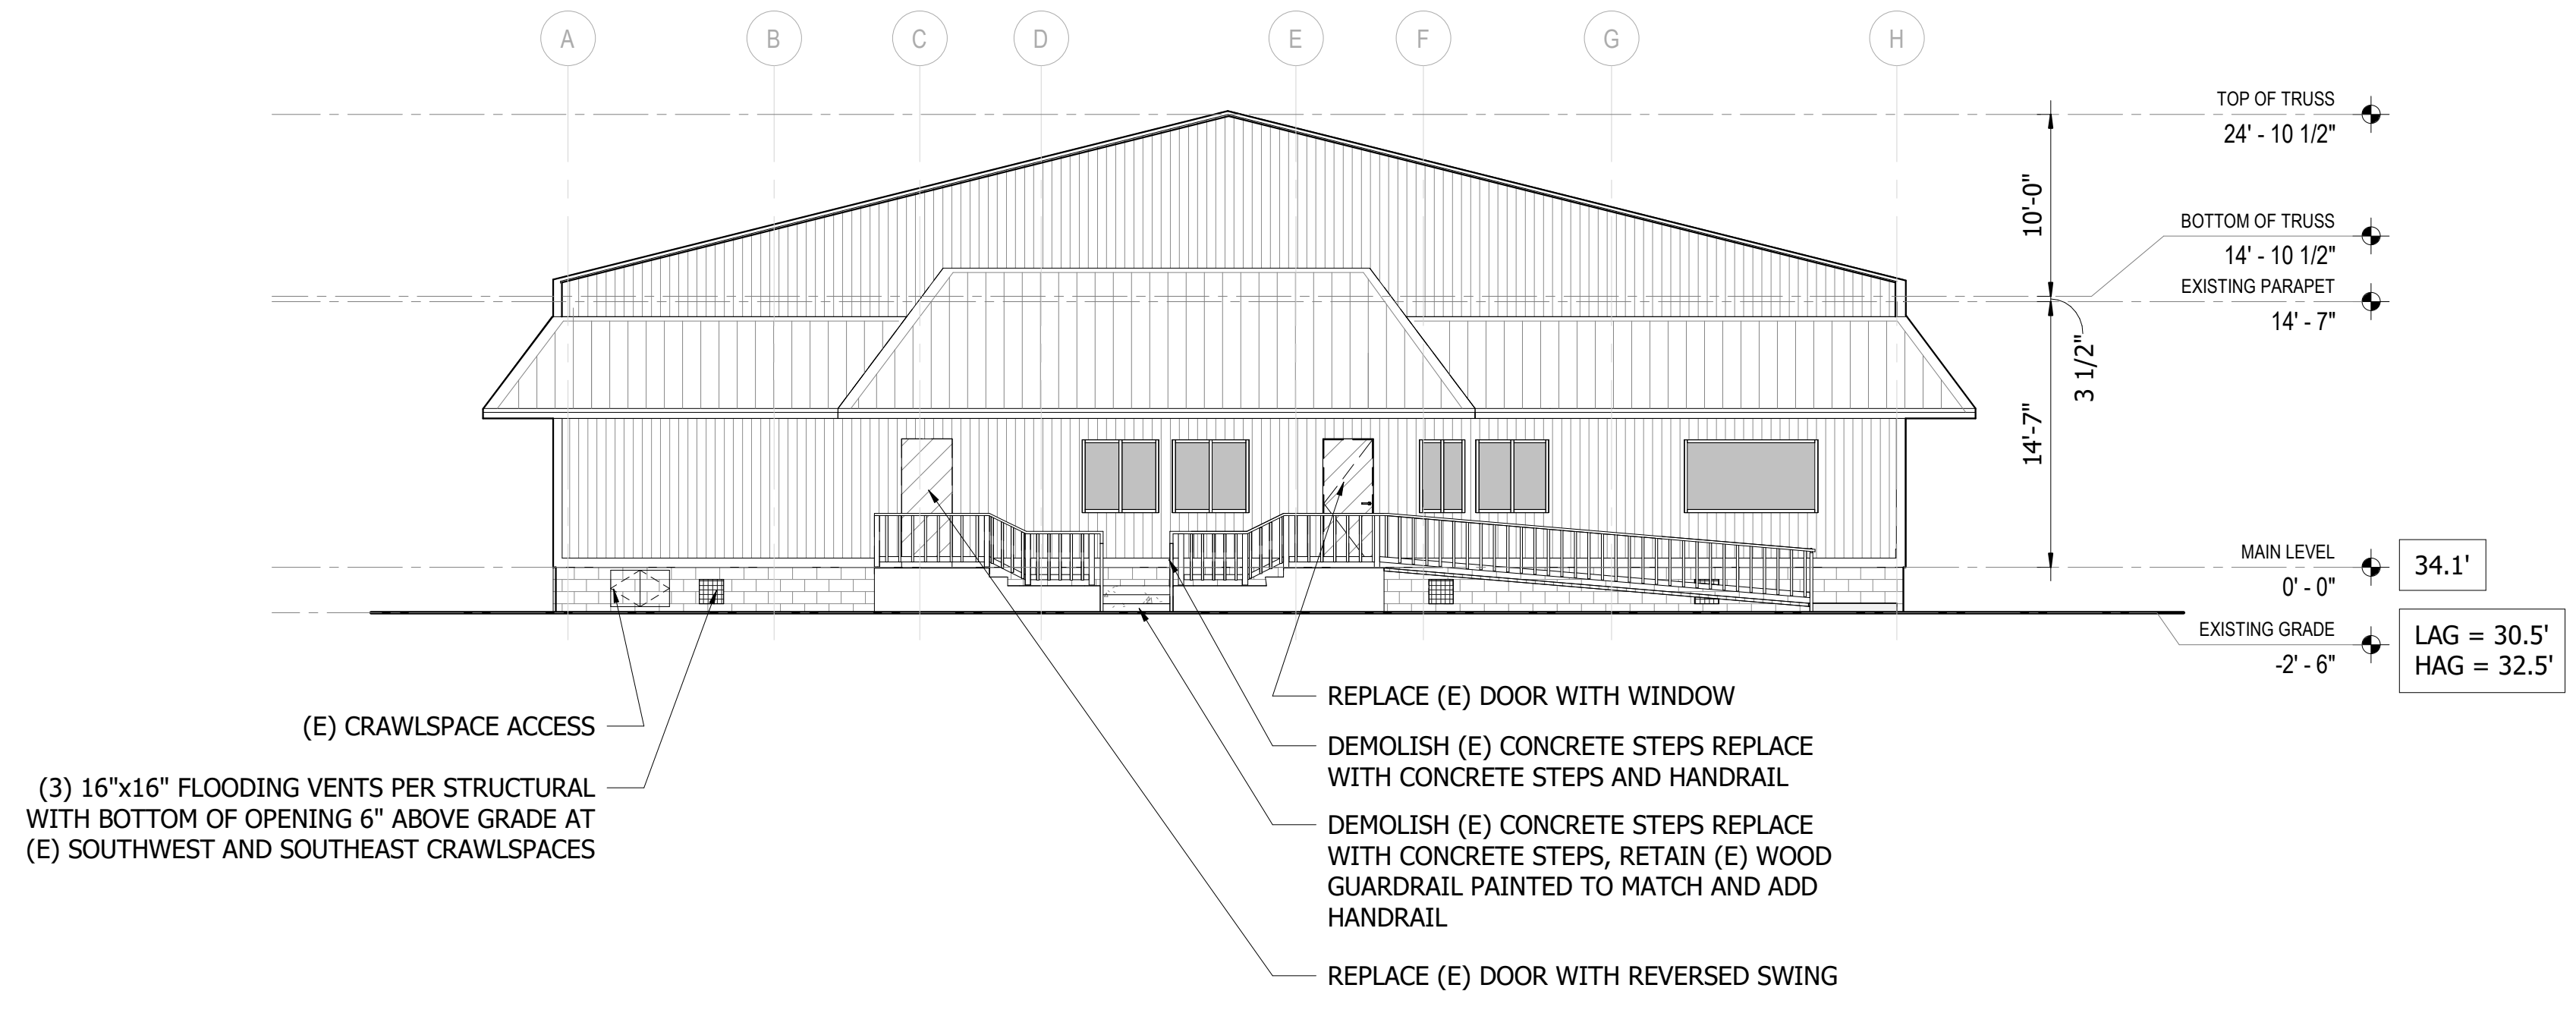 A B C D E F G H
TOP OF TRUSS
24' - 10 1/2"
10'-0"
BOTTOM OF TRUSS
14' - 10 1/2"
EXISTING PARAPET
14' - 7"
3 1/2"
14'-7"
MAIN LEVEL
0' - 0"
34.1'
EXISTING GRADE
-2' - 6"
LAG = 30.5'
HAG = 32.5'
(E) CRAWLSPACE ACCESS
(3) 16"x16" FLOODING VENTS PER STRUCTURAL
WITH BOTTOM OF OPENING 6" ABOVE GRADE AT
(E) SOUTHWEST AND SOUTHEAST CRAWLSPACES
REPLACE (E) DOOR WITH WINDOW
DEMOLISH (E) CONCRETE STEPS REPLACE
WITH CONCRETE STEPS AND HANDRAIL
DEMOLISH (E) CONCRETE STEPS REPLACE
WITH CONCRETE STEPS, RETAIN (E) WOOD
GUARDRAIL PAINTED TO MATCH AND ADD
HANDRAIL
REPLACE (E) DOOR WITH REVERSED SWING